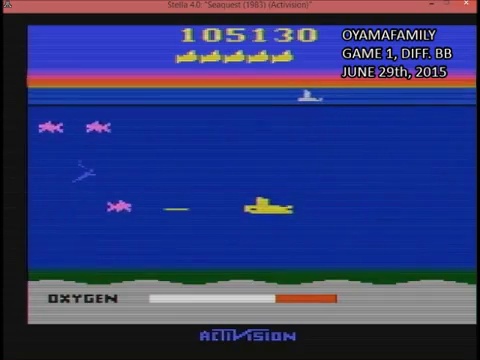 Stella 4.0: "Seaquest (1983) (Activision)"
105130
OYAMAFAMILY
GAME 1, DIFF. BB
JUNE 29th, 2015
OXYGEN
ACTIVISION